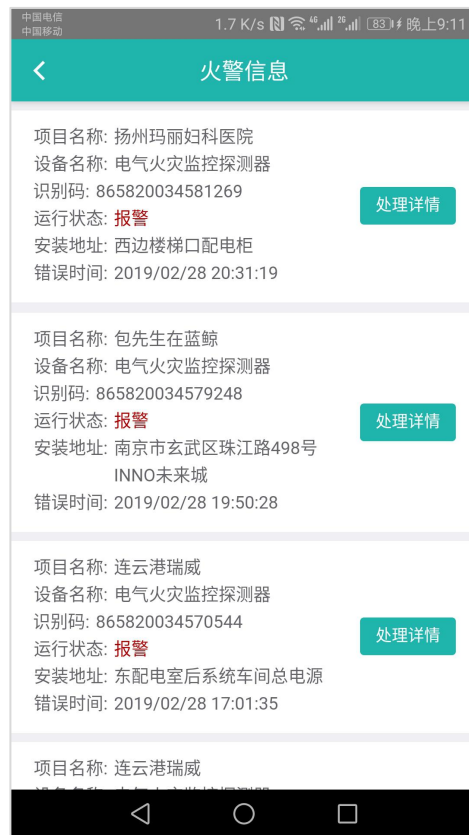 中国电信
中国移动
1.7 K/s 4G 2G 83 晚上9:11
火警信息
项目名称: 扬州玛丽妇科医院
设备名称: 电气火灾监控探测器
识别码: 865820034581269
运行状态: 报警
安装地址: 西边楼梯口配电柜
错误时间: 2019/02/28 20:31:19
处理详情
项目名称: 包先生在蓝鲸
设备名称: 电气火灾监控探测器
识别码: 865820034579248
运行状态: 报警
安装地址: 南京市玄武区珠江路498号
INNO未来城
错误时间: 2019/02/28 19:50:28
处理详情
项目名称: 连云港瑞威
设备名称: 电气火灾监控探测器
识别码: 865820034570544
运行状态: 报警
安装地址: 东配电室后系统车间总电源
错误时间: 2019/02/28 17:01:35
处理详情
项目名称: 连云港瑞威